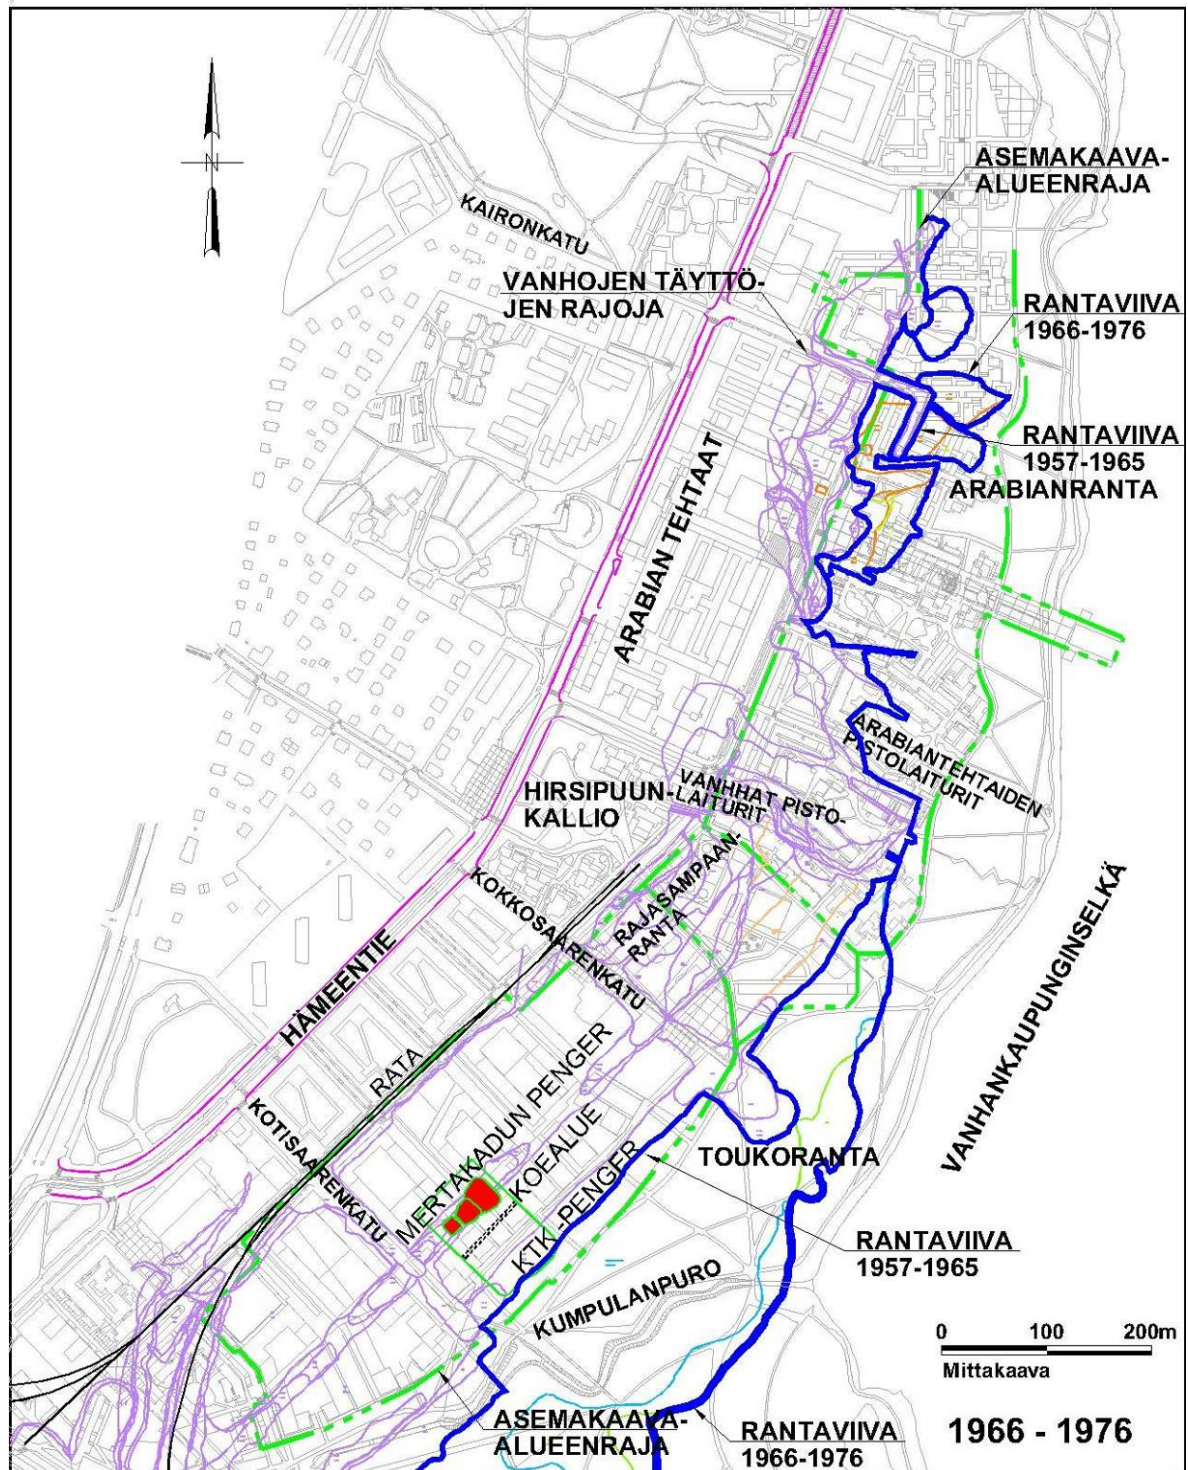 ASEMAKAAVA-
ALUEENRAJA
N
KAIRONKATU
VANHOJEN TÄYTTÖ-
JEN RAJOJA
RANTAVIIVA
1966-1976
RANTAVIIVA
1957-1965
ARABIANRANTA
ARABIAN TEHTAAT
ARABIANTEHTAIDEN
PISTOLAITURIT
HIRSIPUUN-
KALLIO
VANHHAT PISTO-
LAITURIT
RAJASAMPAAN-
RANTA
KOKKOSAARENKATU
HÄMEENTIE
VANHANKAUPUNGINSELKÄ
RATA
KOTISAARENKATU
MERTAKADUN PENGER
KOEALUE
KTK -PENGER
TOUKORANTA
RANTAVIIVA
1957-1965
KUMPULANPURO
0 100 200m
Mittakaava
ASEMAKAAVA-
ALUEENRAJA
RANTAVIIVA
1966-1976
1966 - 1976